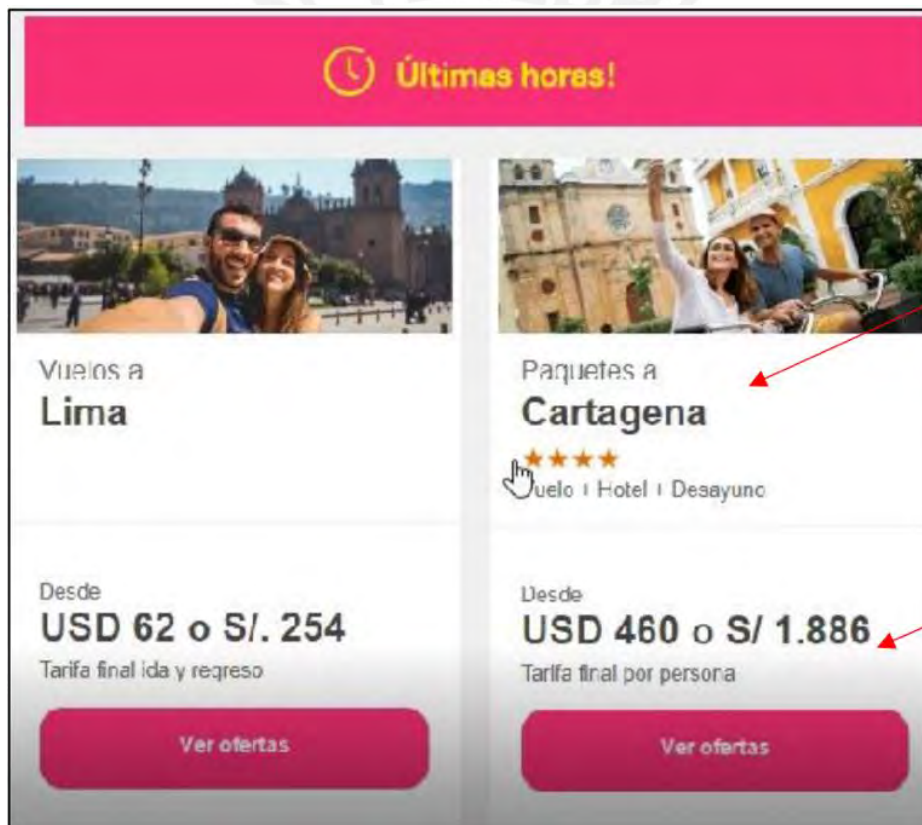 Últimas horas!
Vuelos a
Lima
Desde
USD 62 o S/. 254
Tarifa final ida y regreso
Ver ofertas
Paquetes a
Cartagena
Vuelo + Hotel + Desayuno
Desde
USD 460 o S/ 1.886
Tarifa final por persona
Ver ofertas